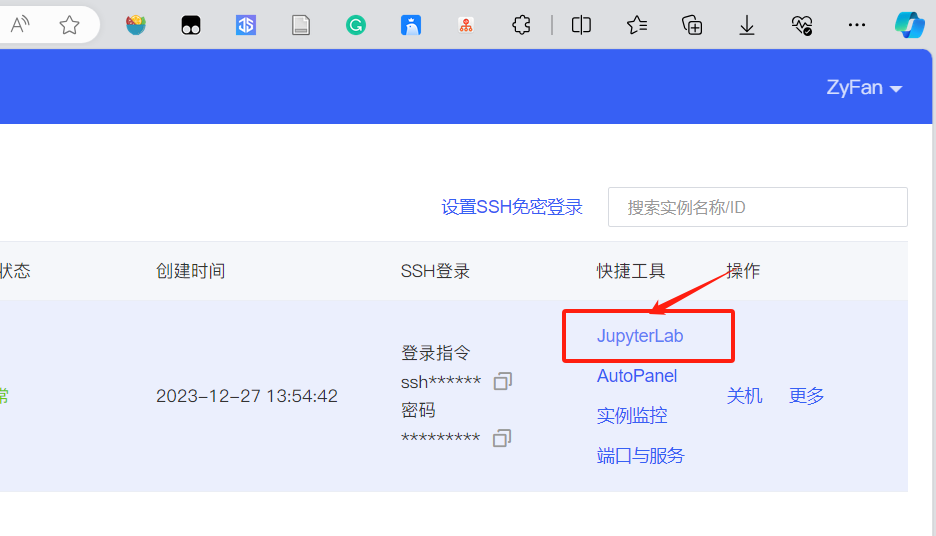 ZyFan
设置SSH免密登录
搜索实例名称/ID
状态 创建时间 SSH登录 快捷工具 操作
常
2023-12-27 13:54:42
登录指令
ssh******
密码
*********
JupyterLab
AutoPanel
实例监控
端口与服务
关机 更多